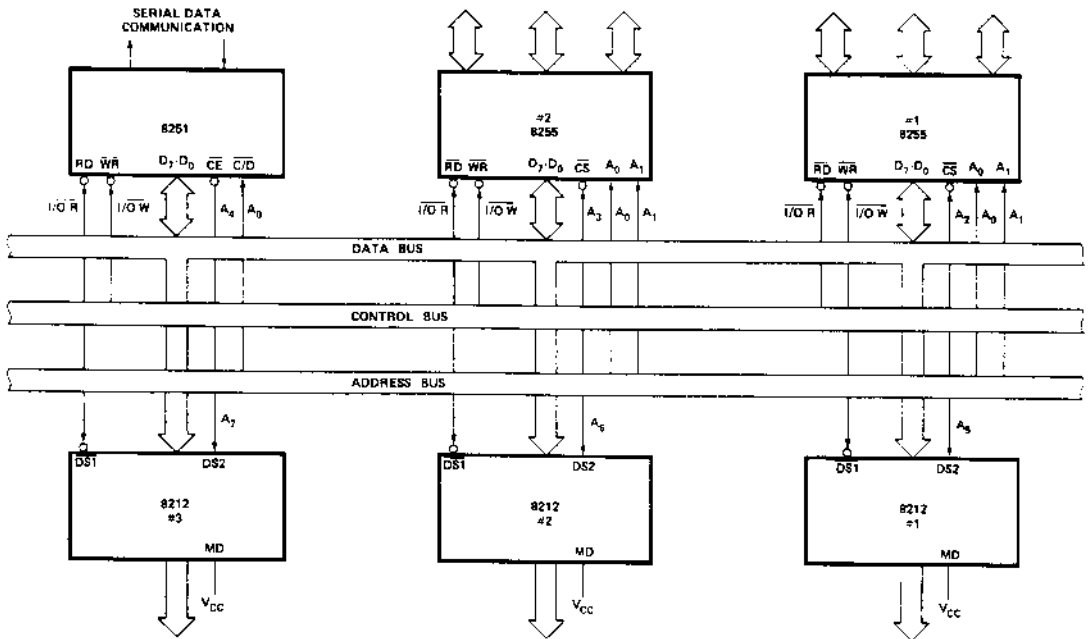 SERIAL DATA
COMMUNICATION
8251
RD WR D7-D0 CE C/D
I/O R I/O W A4 A0
#2
8255
RD WR D7-D0 CS A0 A1
I/O R I/O W A3 A0 A1
#1
8255
RD WR D7-D0 CS A0 A1
I/O R I/O W A2 A0 A1
DATA BUS
CONTROL BUS
ADDRESS BUS
A7
DS1 DS2
8212
#3
MD
VCC
A6
DS1 DS2
8212
#2
MD
VCC
A5
DS1 DS2
8212
#1
MD
VCC